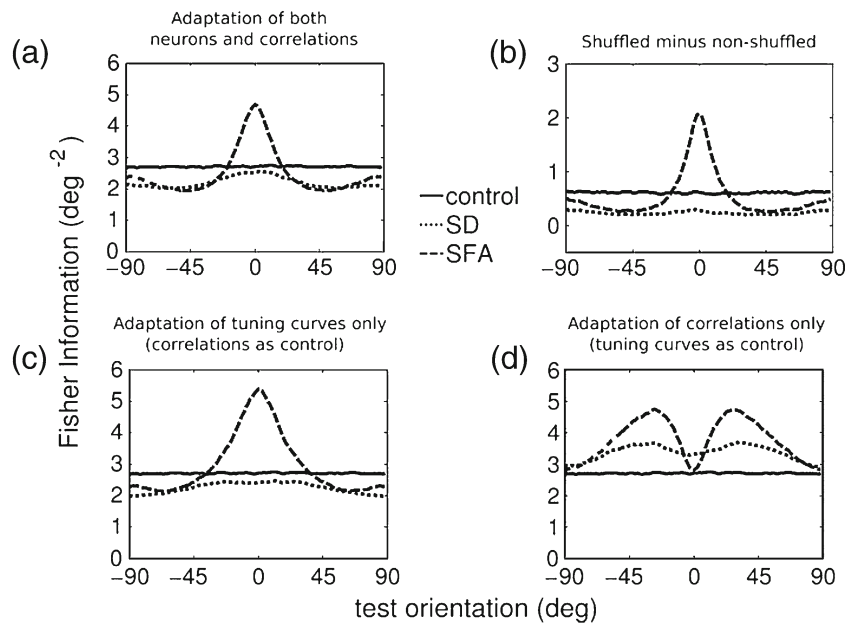 Adaptation of both
neurons and correlations
(a)
6
5
4
3
2
1
0
−90 −45 0 45 90
Shuffled minus non-shuffled
(b)
3
2
1
0
−90 −45 0 45 90
control
SD
SFA
Fisher Information (deg -2)
Adaptation of tuning curves only
(correlations as control)
(c)
6
5
4
3
2
1
0
−90 −45 0 45 90
Adaptation of correlations only
(tuning curves as control)
(d)
6
5
4
3
2
1
0
−90 −45 0 45 90
test orientation (deg)